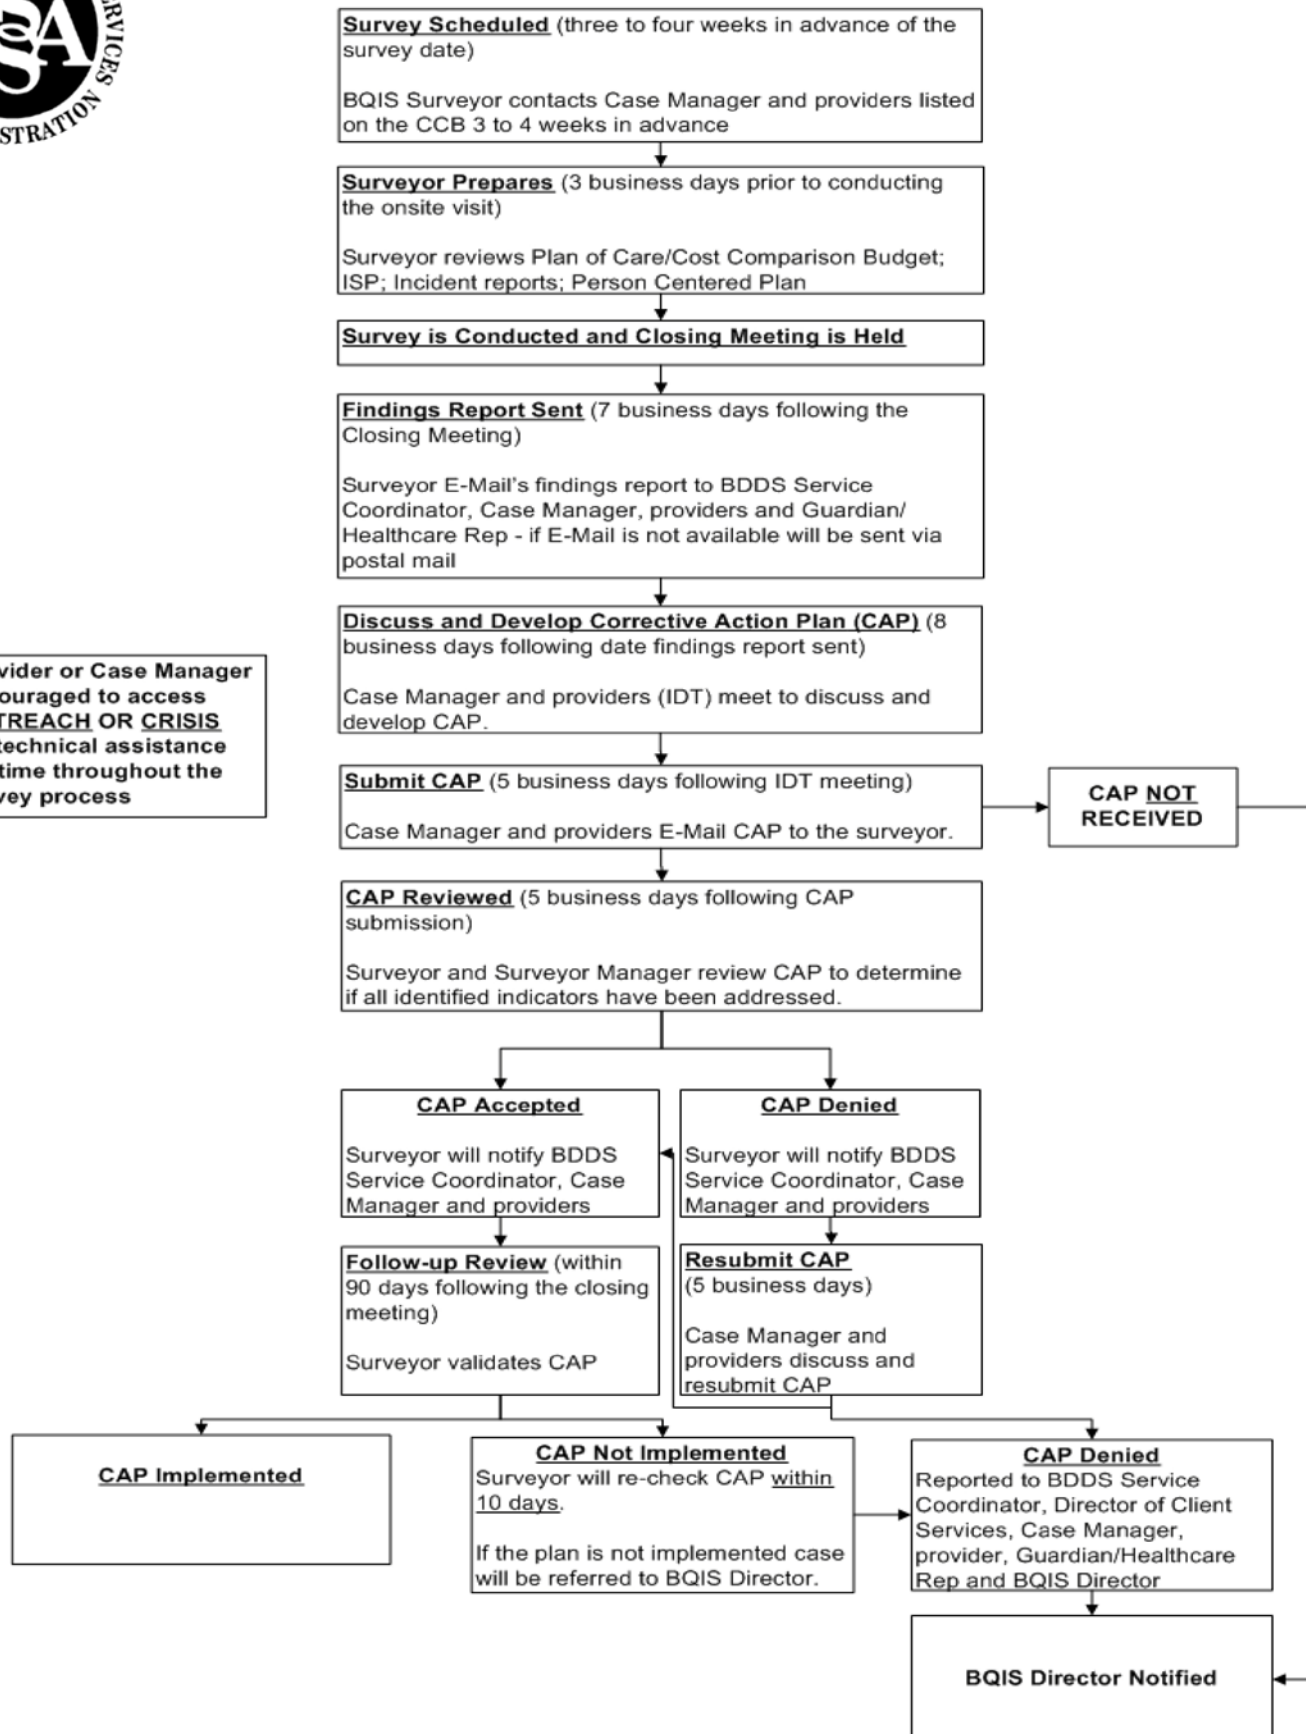 SA
RVICES
STRATION
Survey Scheduled (three to four weeks in advance of the
survey date)
BQIS Surveyor contacts Case Manager and providers listed
on the CCB 3 to 4 weeks in advance
Surveyor Prepares (3 business days prior to conducting
the onsite visit)
Surveyor reviews Plan of Care/Cost Comparison Budget;
ISP; Incident reports; Person Centered Plan
Survey is Conducted and Closing Meeting is Held
Findings Report Sent (7 business days following the
Closing Meeting)
Surveyor E-Mail's findings report to BDDS Service
Coordinator, Case Manager, providers and Guardian/
Healthcare Rep - if E-Mail is not available will be sent via
postal mail
Discuss and Develop Corrective Action Plan (CAP) (8
business days following date findings report sent)
Case Manager and providers (IDT) meet to discuss and
develop CAP.
vider or Case Manager
ouraged to access
TREACH OR CRISIS
technical assistance
time throughout the
vey process
Submit CAP (5 business days following IDT meeting)
Case Manager and providers E-Mail CAP to the surveyor.
CAP NOT
RECEIVED
CAP Reviewed (5 business days following CAP
submission)
Surveyor and Surveyor Manager review CAP to determine
if all identified indicators have been addressed.
CAP Accepted
Surveyor will notify BDDS
Service Coordinator, Case
Manager and providers
CAP Denied
Surveyor will notify BDDS
Service Coordinator, Case
Manager and providers
Follow-up Review (within
90 days following the closing
meeting)
Surveyor validates CAP
Resubmit CAP
(5 business days)
Case Manager and
providers discuss and
resubmit CAP
CAP Implemented
CAP Not Implemented
Surveyor will re-check CAP within
10 days.
If the plan is not implemented case
will be referred to BQIS Director.
CAP Denied
Reported to BDDS Service
Coordinator, Director of Client
Services, Case Manager,
provider, Guardian/Healthcare
Rep and BQIS Director
BQIS Director Notified